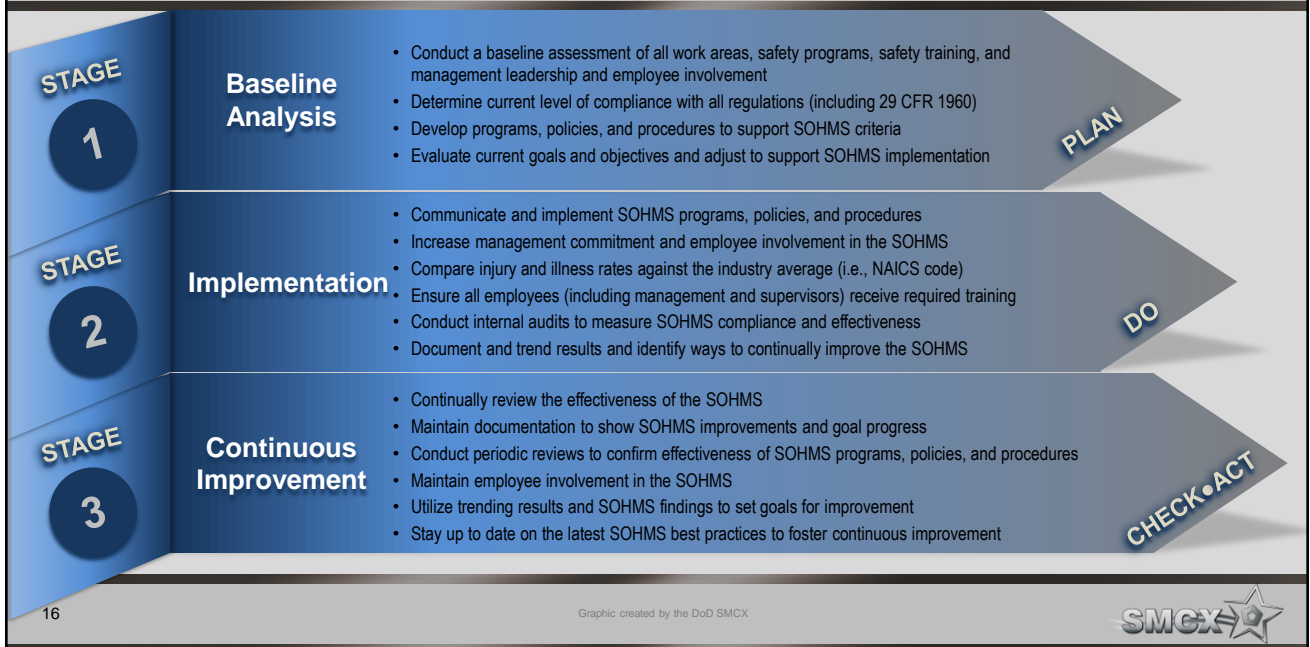 STAGE
1
Baseline
Analysis
• Conduct a baseline assessment of all work areas, safety programs, safety training, and
management leadership and employee involvement
• Determine current level of compliance with all regulations (including 29 CFR 1960)
• Develop programs, policies, and procedures to support SOHMS criteria
• Evaluate current goals and objectives and adjust to support SOHMS implementation
PLAN
STAGE
2
Implementation
• Communicate and implement SOHMS programs, policies, and procedures
• Increase management commitment and employee involvement in the SOHMS
• Compare injury and illness rates against the industry average (i.e., NAICS code)
• Ensure all employees (including management and supervisors) receive required training
• Conduct internal audits to measure SOHMS compliance and effectiveness
• Document and trend results and identify ways to continually improve the SOHMS
DO
STAGE
3
Continuous
Improvement
• Continually review the effectiveness of the SOHMS
• Maintain documentation to show SOHMS improvements and goal progress
• Conduct periodic reviews to confirm effectiveness of SOHMS programs, policies, and procedures
• Maintain employee involvement in the SOHMS
• Utilize trending results and SOHMS findings to set goals for improvement
• Stay up to date on the latest SOHMS best practices to foster continuous improvement
CHECK•ACT
16
Graphic created by the DoD SMCX
SMCX